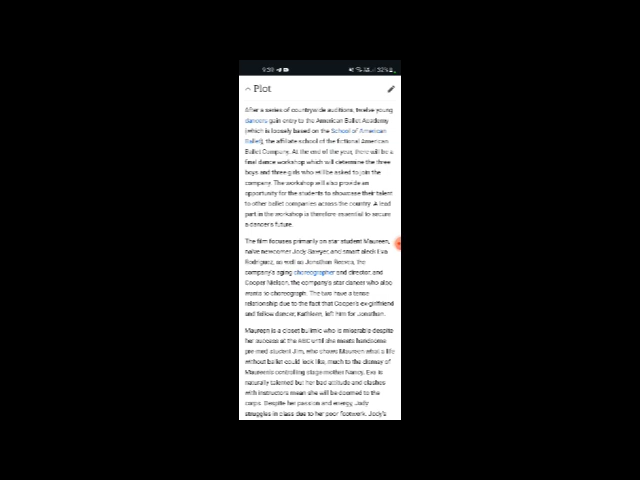 Plot
After a series of countrywide auditions, twelve young
dancers gain entry to the American Ballet Academy
(which is loosely based on the School of American
Ballet), the affiliate school of the fictional American
Ballet Company. At the end of the year, there will be a
final dance workshop which will determine the three
boys and three girls who will be asked to join the
company. The workshop will also provide an
opportunity for the students to showcase their talent
to other ballet companies across the country. A lead
part in the workshop is therefore essential to secure
a dancer's future.
The film focuses primarily on star student Maureen,
naive newcomer Jody Sawyer, and smart aleck Eva
Rodriguez, as well as Jonathan Reeves, the
company's aging choreographer and director, and
Cooper Nielson, the company's star dancer who also
wants to choreograph. The two have a tense
relationship due to the fact that Cooper's ex-girlfriend
and fellow dancer, Kathleen, left him for Jonathan.
Maureen is a closet bulimic who is miserable despite
her success at the ABC until she meets handsome
pre-med student Jim, who shows Maureen what a life
without ballet could look like, much to the dismay of
Maureen's controlling stage mother Nancy. Eva is
naturally talented but her bad attitude and clashes
with instructors mean she will be doomed to the
corps. Despite her passion and energy, Jody
struggles in class due to her poor footwork. Jody's